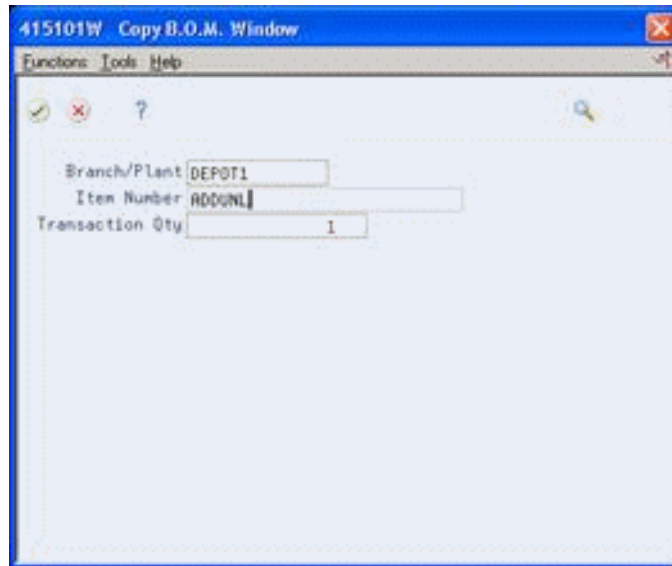 415101W Copy B.O.M. Window
Functions Tools Help
?
Branch/Plant DEPOT1
Item Number ADDUNL
Transaction Qty 1